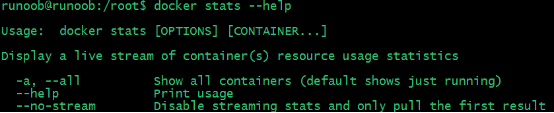 runoob@runoob:/root$ docker stats --help
Usage:  docker stats [OPTIONS] [CONTAINER...]
Display a live stream of container(s) resource usage statistics
  -a, --all         Show all containers (default shows just running)
  --help            Print usage
  --no-stream       Disable streaming stats and only pull the first result